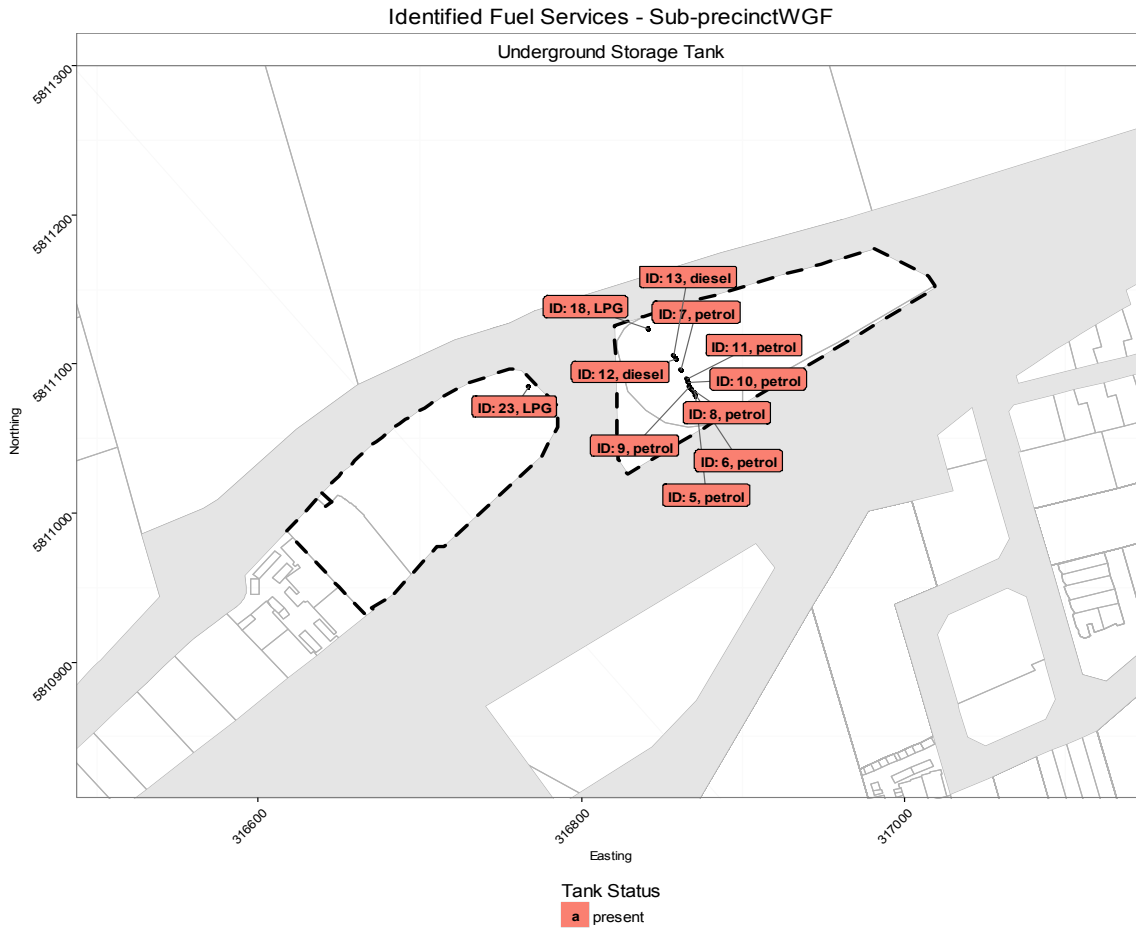 Identified Fuel Services - Sub-precinctWGF
Underground Storage Tank
5811300
5811200
5811100
5811000
5810900
Northing
ID: 13, diesel
ID: 18, LPG
ID: 7, petrol
ID: 11, petrol
ID: 12, diesel
ID: 10, petrol
ID: 23, LPG
ID: 8, petrol
ID: 9, petrol
ID: 6, petrol
ID: 5, petrol
316600
316800
317000
Easting
Tank Status
a present